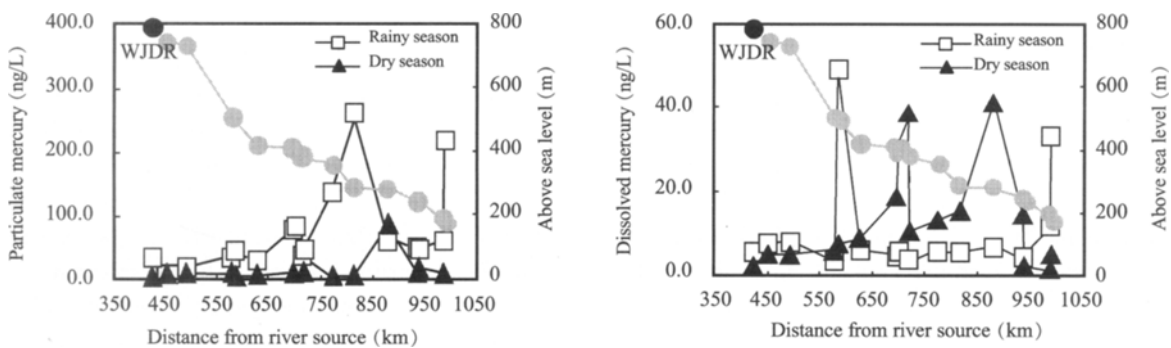 400.0
300.0
200.0
100.0
0.0
Particulate mercury (ng/L)
WJDR
Rainy season
Dry season
800
600
400
200
0
Above sea level (m)
350 450 550 650 750 850 950 1050
Distance from river source (km)
60.0
40.0
20.0
0.0
Dissolved mercury (ng/L)
WJDR
Rainy season
Dry season
800
600
400
200
0
Above sea level (m)
350 450 550 650 750 850 950 1050
Distance from river source (km)